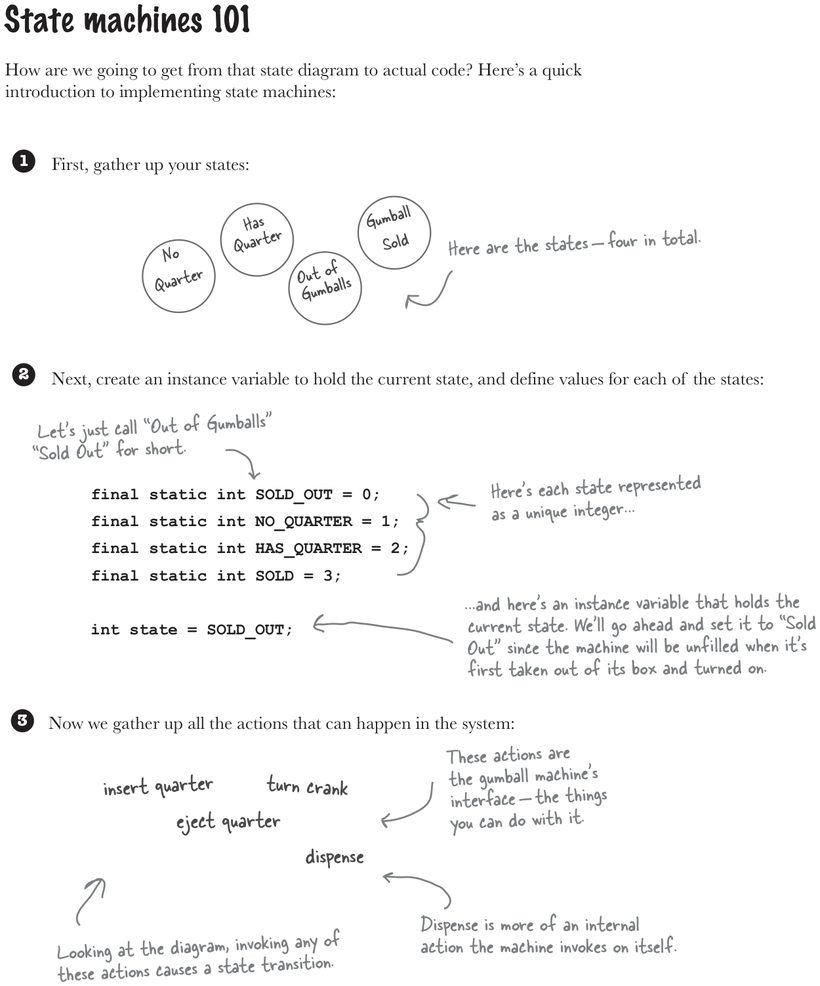 State machines 101
How are we going to get from that state diagram to actual code? Here's a quick
introduction to implementing state machines:
1 First, gather up your states:
No
Quarter
Has
Quarter
Out of
Gumballs
Gumball
Sold
Here are the states—four in total.
2 Next, create an instance variable to hold the current state, and define values for each of the states:
Let's just call "Out of Gumballs"
"Sold Out" for short.
final static int SOLD_OUT = 0;
final static int NO_QUARTER = 1;
final static int HAS_QUARTER = 2;
final static int SOLD = 3;
Here's each state represented
as a unique integer...
int state = SOLD_OUT;
...and here's an instance variable that holds the
current state. We'll go ahead and set it to "Sold
Out" since the machine will be unfilled when it's
first taken out of its box and turned on.
3 Now we gather up all the actions that can happen in the system:
insert quarter
turn crank
eject quarter
dispense
These actions are
the gumball machine's
interface—the things
you can do with it.
Looking at the diagram, invoking any of
these actions causes a state transition.
Dispense is more of an internal
action the machine invokes on itself.